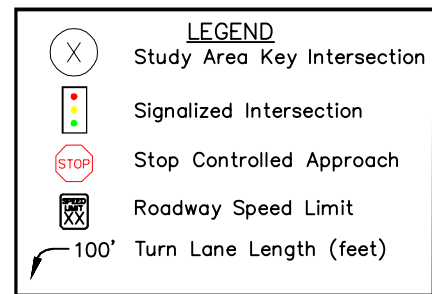 LEGEND
X Study Area Key Intersection
Signalized Intersection
STOP Stop Controlled Approach
SPEED
LIMIT
XX Roadway Speed Limit
100' Turn Lane Length (feet)